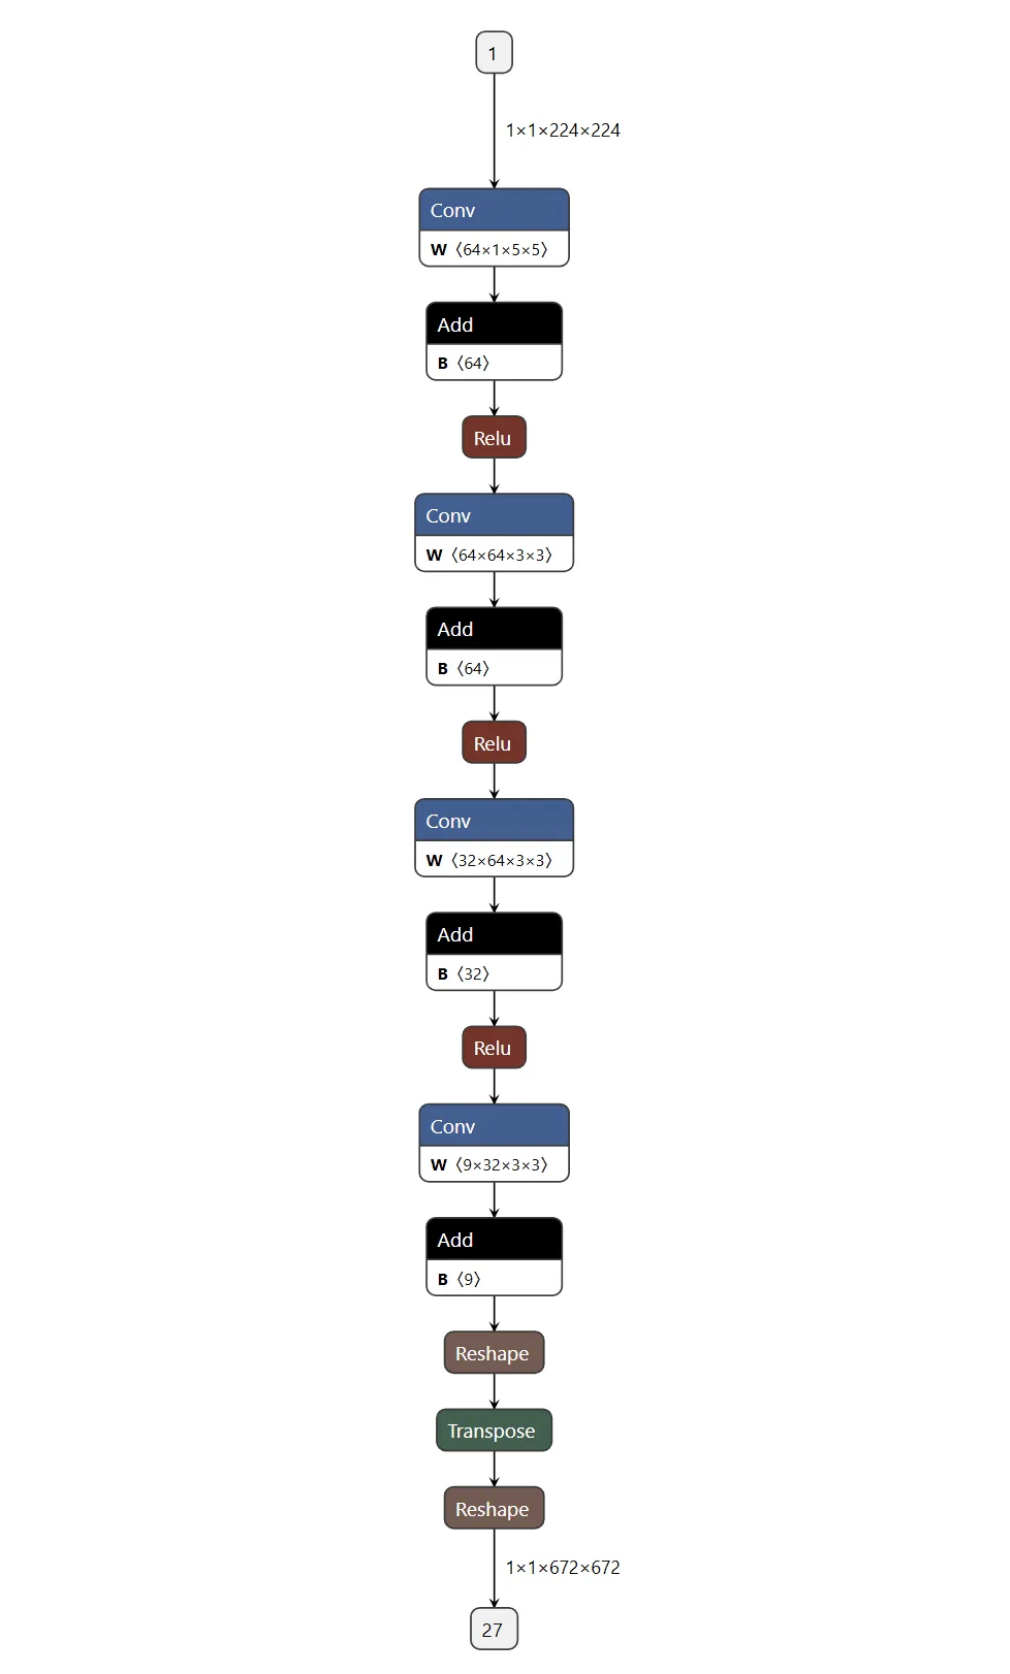 1
1×1×224×224
Conv
W 〈64×1×5×5〉
Add
B 〈64〉
Relu
Conv
W 〈64×64×3×3〉
Add
B 〈64〉
Relu
Conv
W 〈32×64×3×3〉
Add
B 〈32〉
Relu
Conv
W 〈9×32×3×3〉
Add
B 〈9〉
Reshape
Transpose
Reshape
1×1×672×672
27